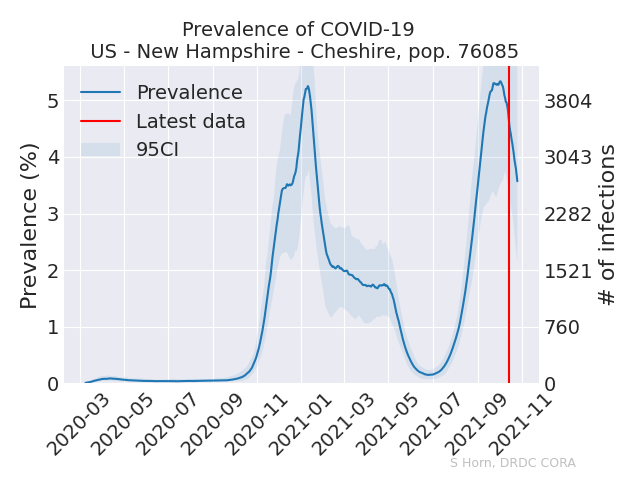 Prevalence of COVID-19
US - New Hampshire - Cheshire, pop. 76085
Prevalence
Latest data
95CI
Prevalence (%)
5
4
3
2
1
0
3804
3043
2282
1521
760
0
# of infections
2020-03
2020-05
2020-07
2020-09
2020-11
2021-01
2021-03
2021-05
2021-07
2021-09
2021-11
S Horn, DRDC CORA